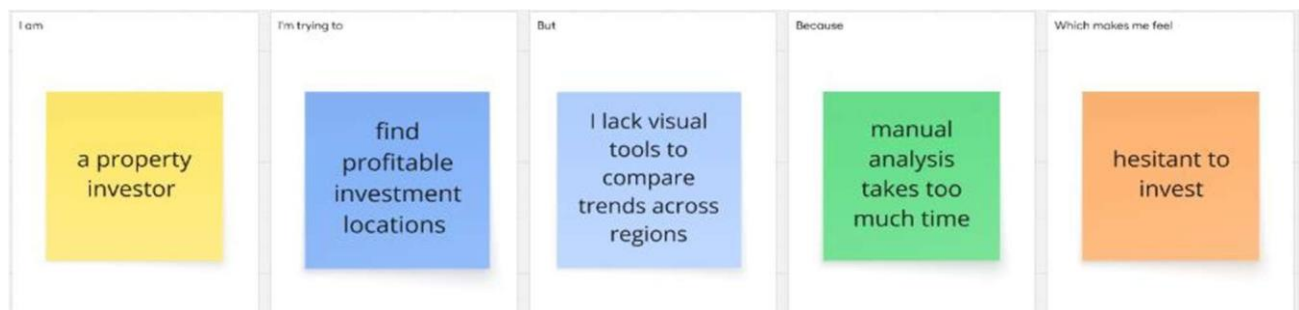 I am
a property
investor
I'm trying to
find
profitable
investment
locations
But
I lack visual
tools to
compare
trends across
regions
Because
manual
analysis
takes too
much time
Which makes me feel
hesitant to
invest